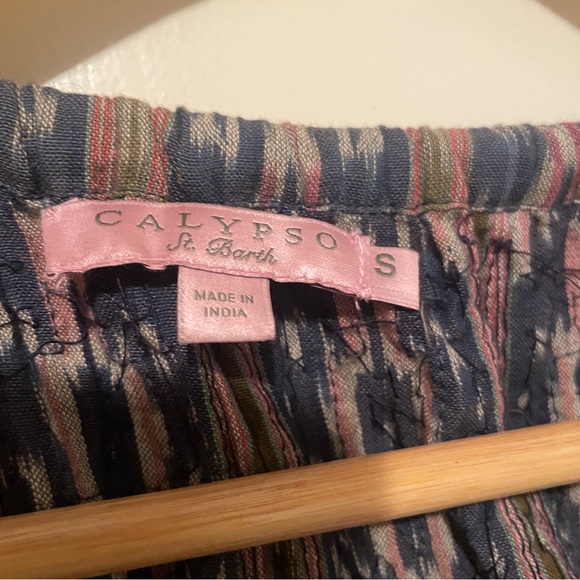 CALYPSO
St. Barth
S
MADE IN
INDIA